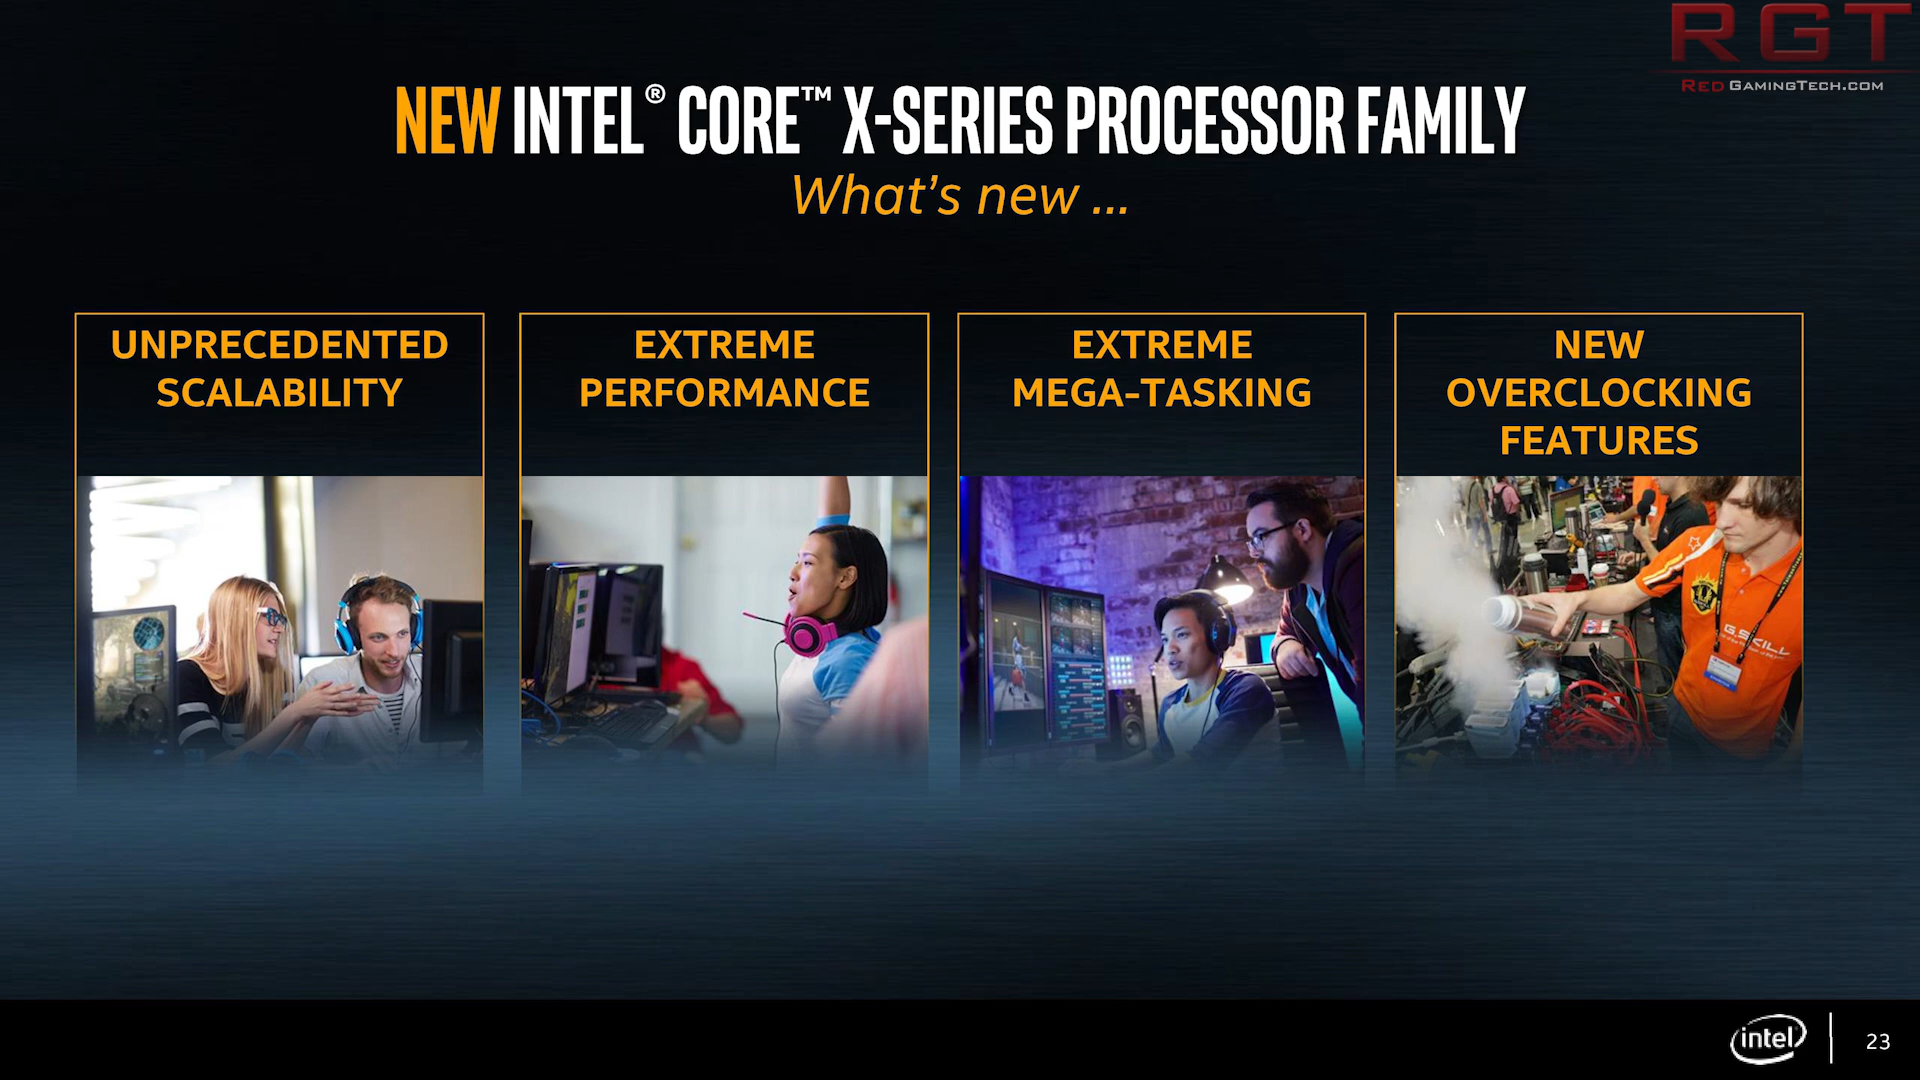 RGT
RED GAMINGTECH.COM
NEW INTEL® CORE™ X-SERIES PROCESSOR FAMILY
What's new ...
UNPRECEDENTED
SCALABILITY
EXTREME
PERFORMANCE
EXTREME
MEGA-TASKING
NEW
OVERCLOCKING
FEATURES
G.SKILL
intel
23